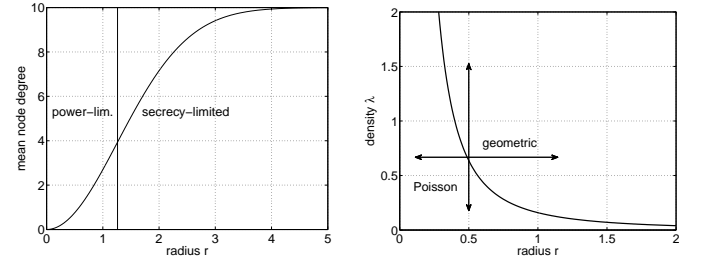 10
8
6
4
2
0
mean node degree
power−lim.
secrecy−limited
0
1
2
3
4
5
radius r
2
1.5
1
0.5
0
density λ
geometric
Poisson
0
0.5
1
1.5
2
radius r